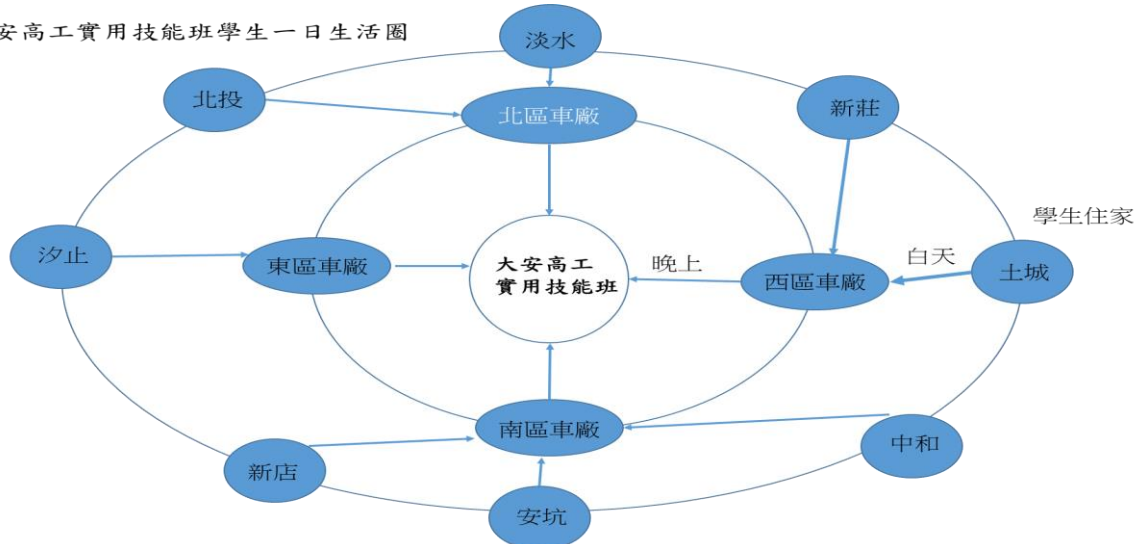 安高工實用技能班學生一日生活圈
淡水
北投
北區車廠
新莊
學生住家
汐止
東區車廠
大安高工
實用技能班
晚上
西區車廠
白天
土城
南區車廠
中和
新店
安坑